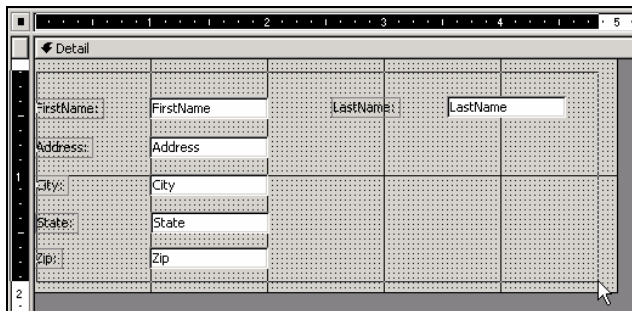 1 2 3 4 5
Detail
FirstName: FirstName LastName: LastName
Address: Address
1
City: City
State: State
Zip: Zip
2